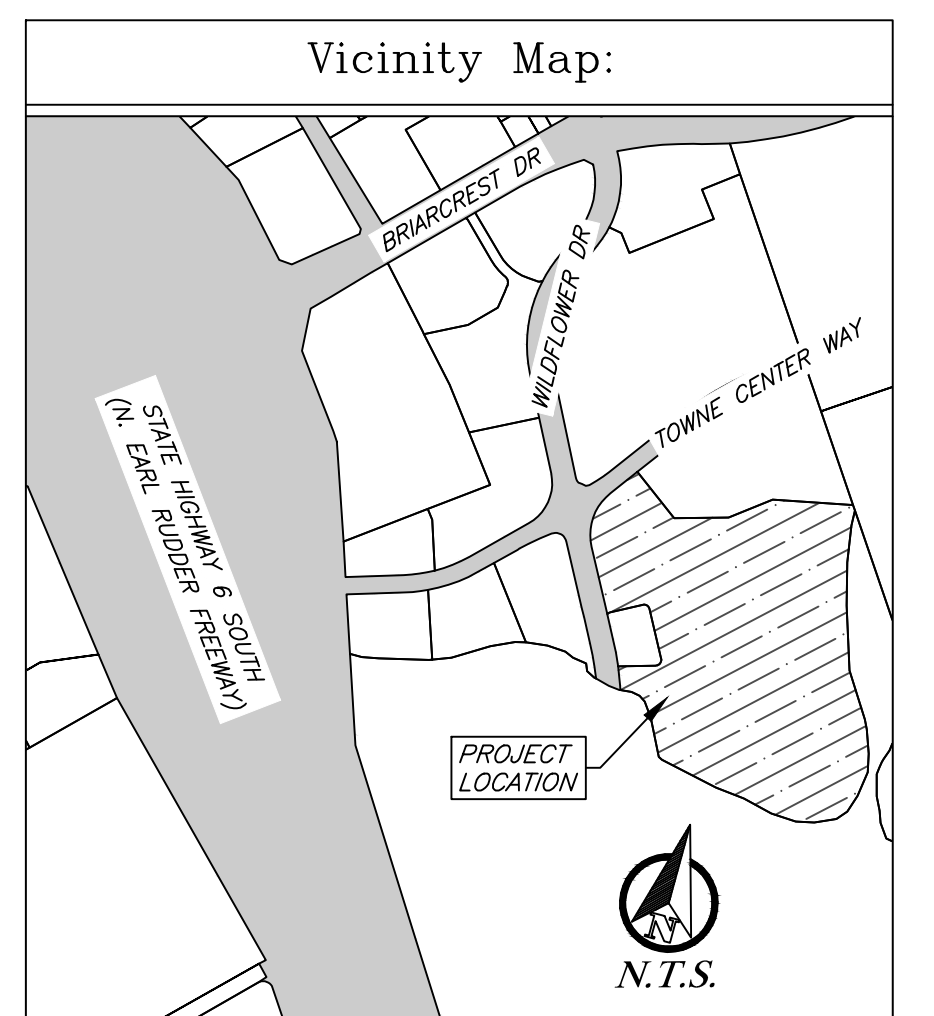 Vicinity Map:
BRIARCREST DR
WILDFLOWER DR
TOWNE CENTER WAY
STATE HIGHWAY 6 SOUTH
(N. EARL RUDDER FREEWAY)
PROJECT
LOCATION
N
N.T.S.